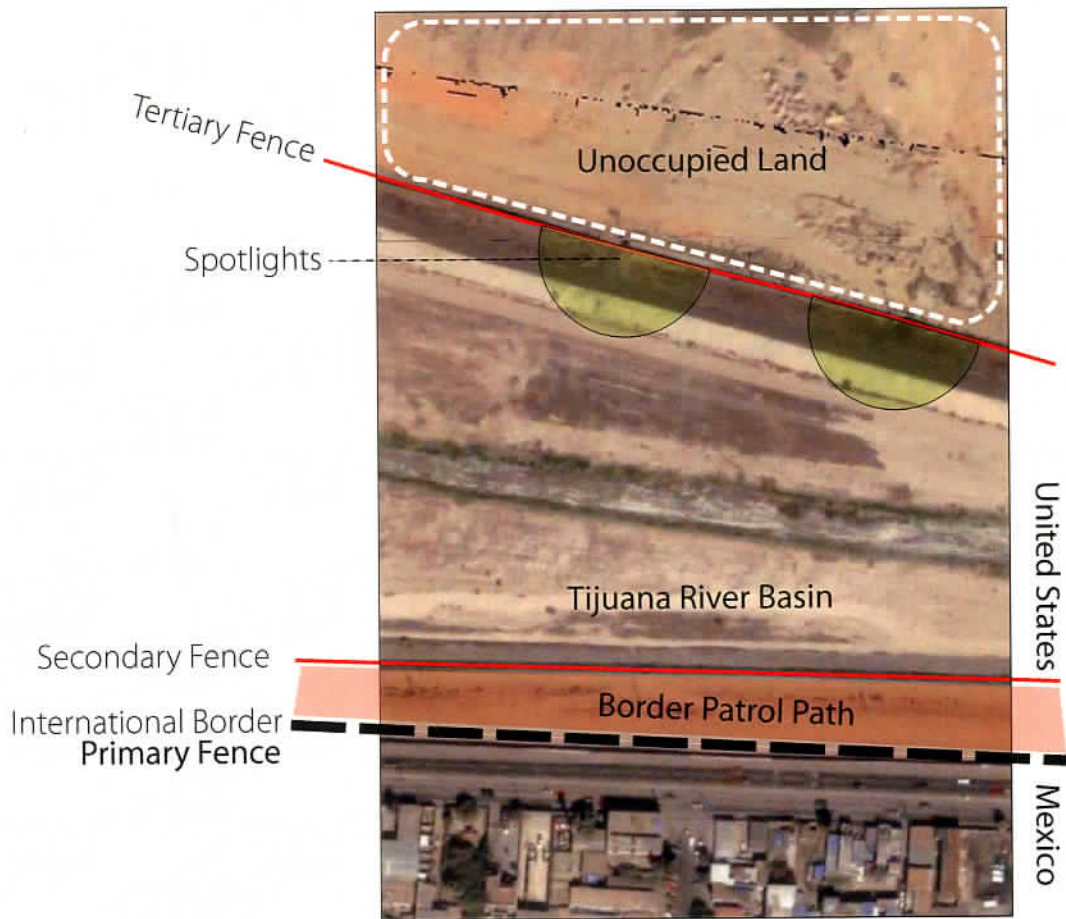 Tertiary Fence
Unoccupied Land
Spotlights
Tijuana River Basin
United States
Secondary Fence
Border Patrol Path
International Border
Primary Fence
Mexico